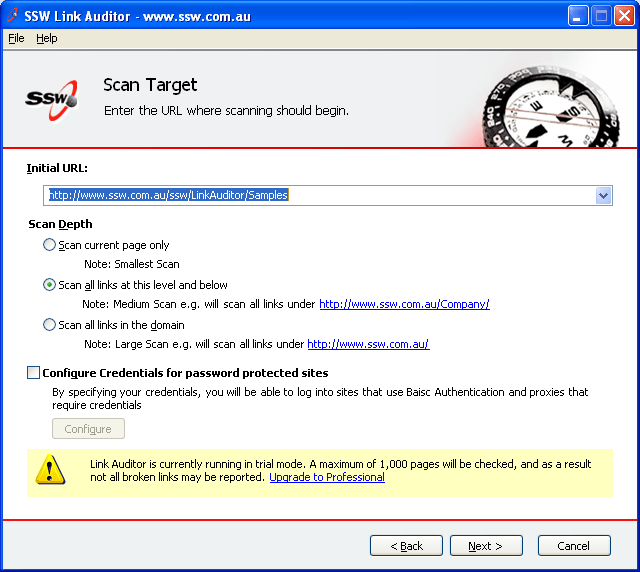 SSW Link Auditor - www.ssw.com.au
File Help
SSW
Scan Target
Enter the URL where scanning should begin.
Initial URL:
http://www.ssw.com.au/ssw/LinkAuditor/Samples
Scan Depth
Scan current page only
Note: Smallest Scan
Scan all links at this level and below
Note: Medium Scan e.g. will scan all links under http://www.ssw.com.au/Company/
Scan all links in the domain
Note: Large Scan e.g. will scan all links under http://www.ssw.com.au/
Configure Credentials for password protected sites
By specifying your credentials, you will be able to log into sites that use Baisc Authentication and proxies that
require credentials
Configure
Link Auditor is currently running in trial mode. A maximum of 1,000 pages will be checked, and as a result
not all broken links may be reported. Upgrade to Professional
< Back Next > Cancel